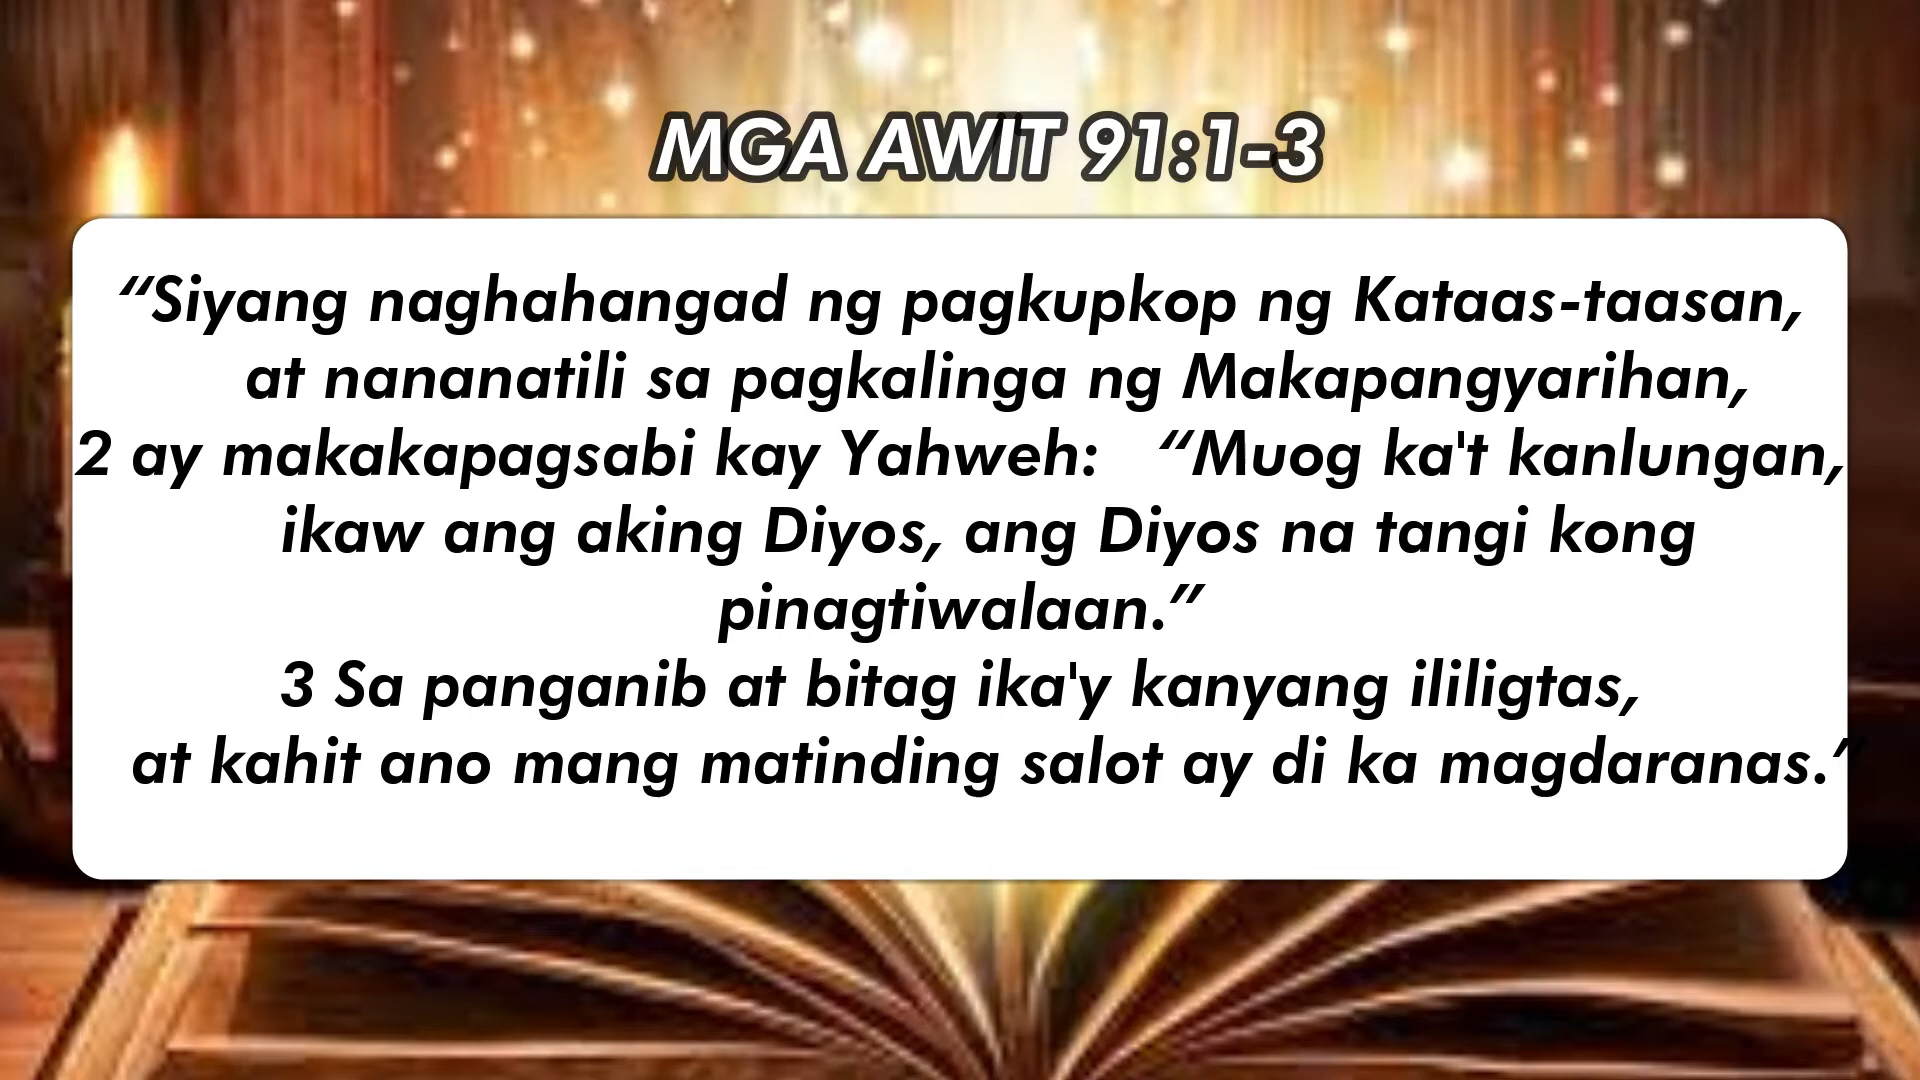 MGA AWIT 91:1-3
“Siyang naghahangad ng pagkupkop ng Kataas-taasan,
at nananatili sa pagkalinga ng Makapangyarihan,
2 ay makakapagsabi kay Yahweh: “Muog ka't kanlungan,
ikaw ang aking Diyos, ang Diyos na tangi kong
pinagtiwalaan.”
3 Sa panganib at bitag ika'y kanyang ililigtas,
at kahit ano mang matinding salot ay di ka magdaranas.”